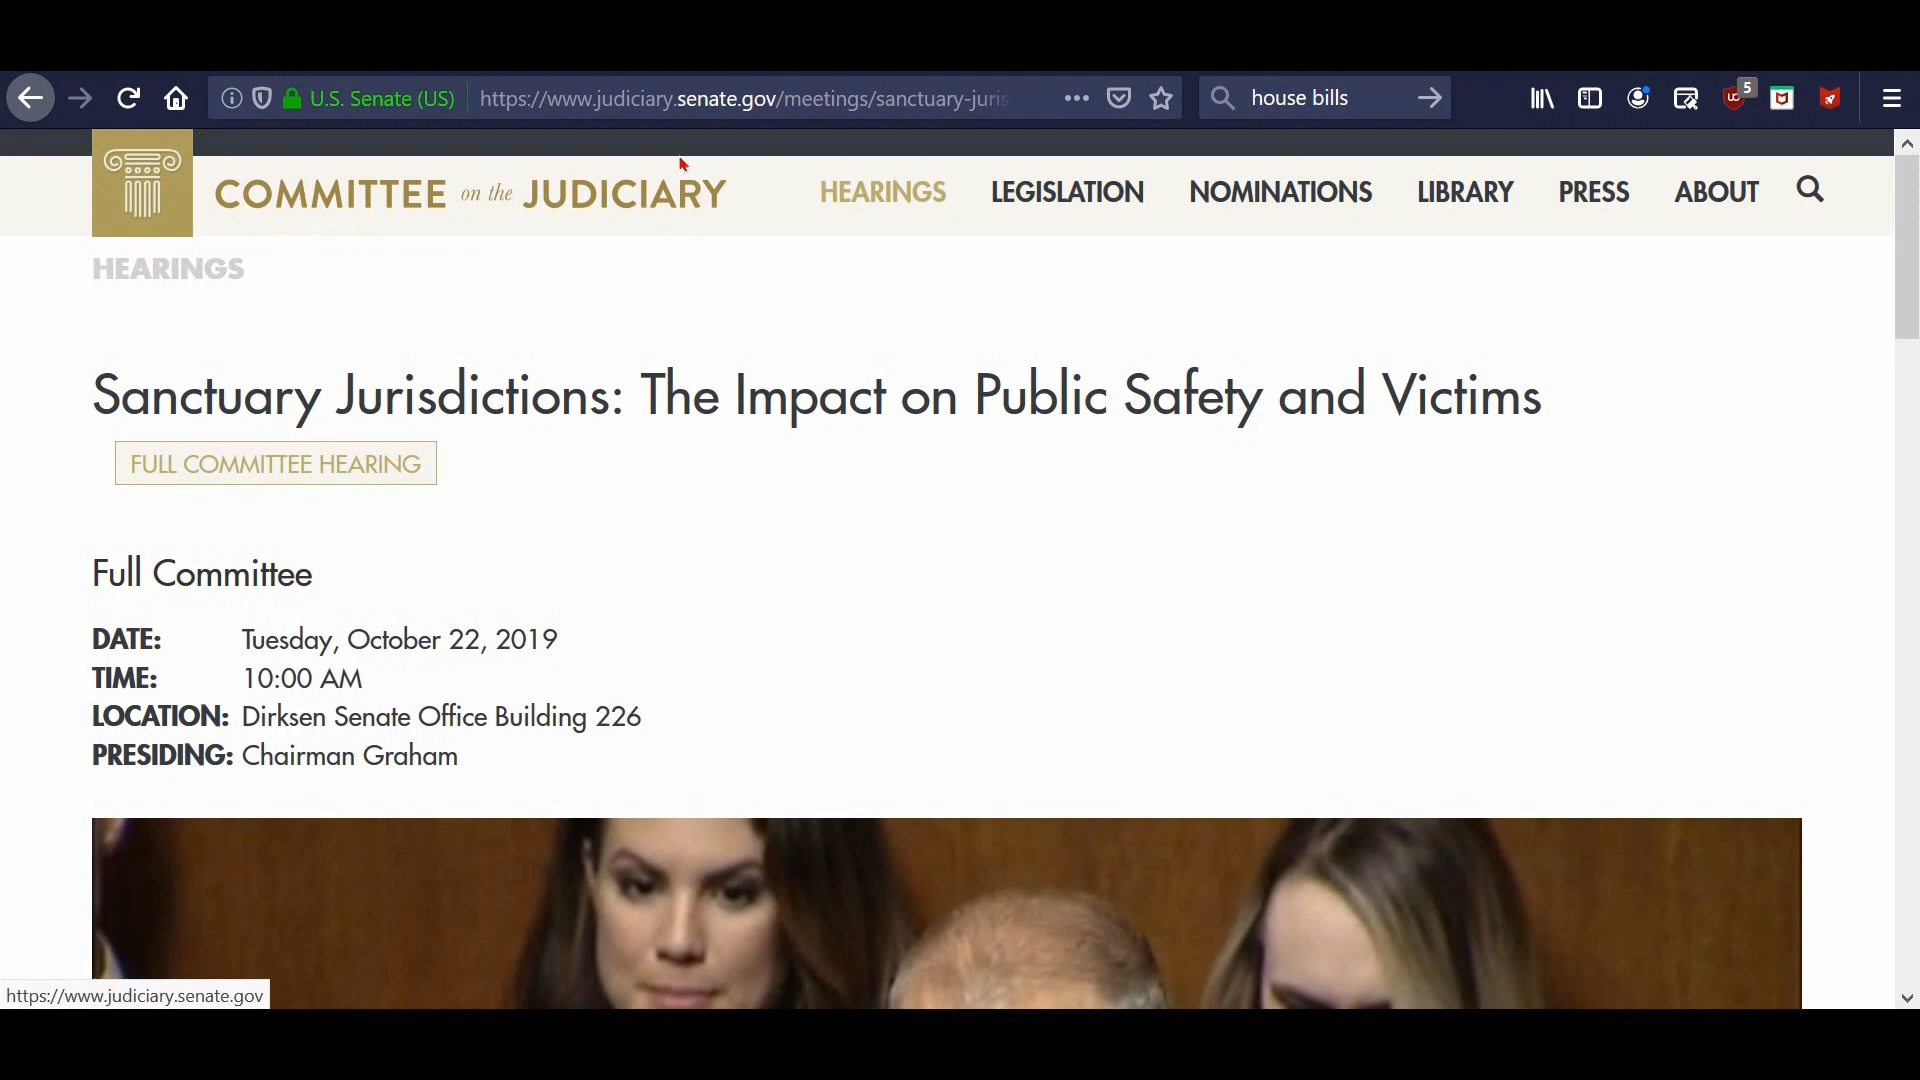 U.S. Senate (US) https://www.judiciary.senate.gov/meetings/sanctuary-juris
house bills
5
COMMITTEE on the JUDICIARY
HEARINGS LEGISLATION NOMINATIONS LIBRARY PRESS ABOUT
HEARINGS
Sanctuary Jurisdictions: The Impact on Public Safety and Victims
FULL COMMITTEE HEARING
Full Committee
DATE: Tuesday, October 22, 2019
TIME: 10:00 AM
LOCATION: Dirksen Senate Office Building 226
PRESIDING: Chairman Graham
https://www.judiciary.senate.gov